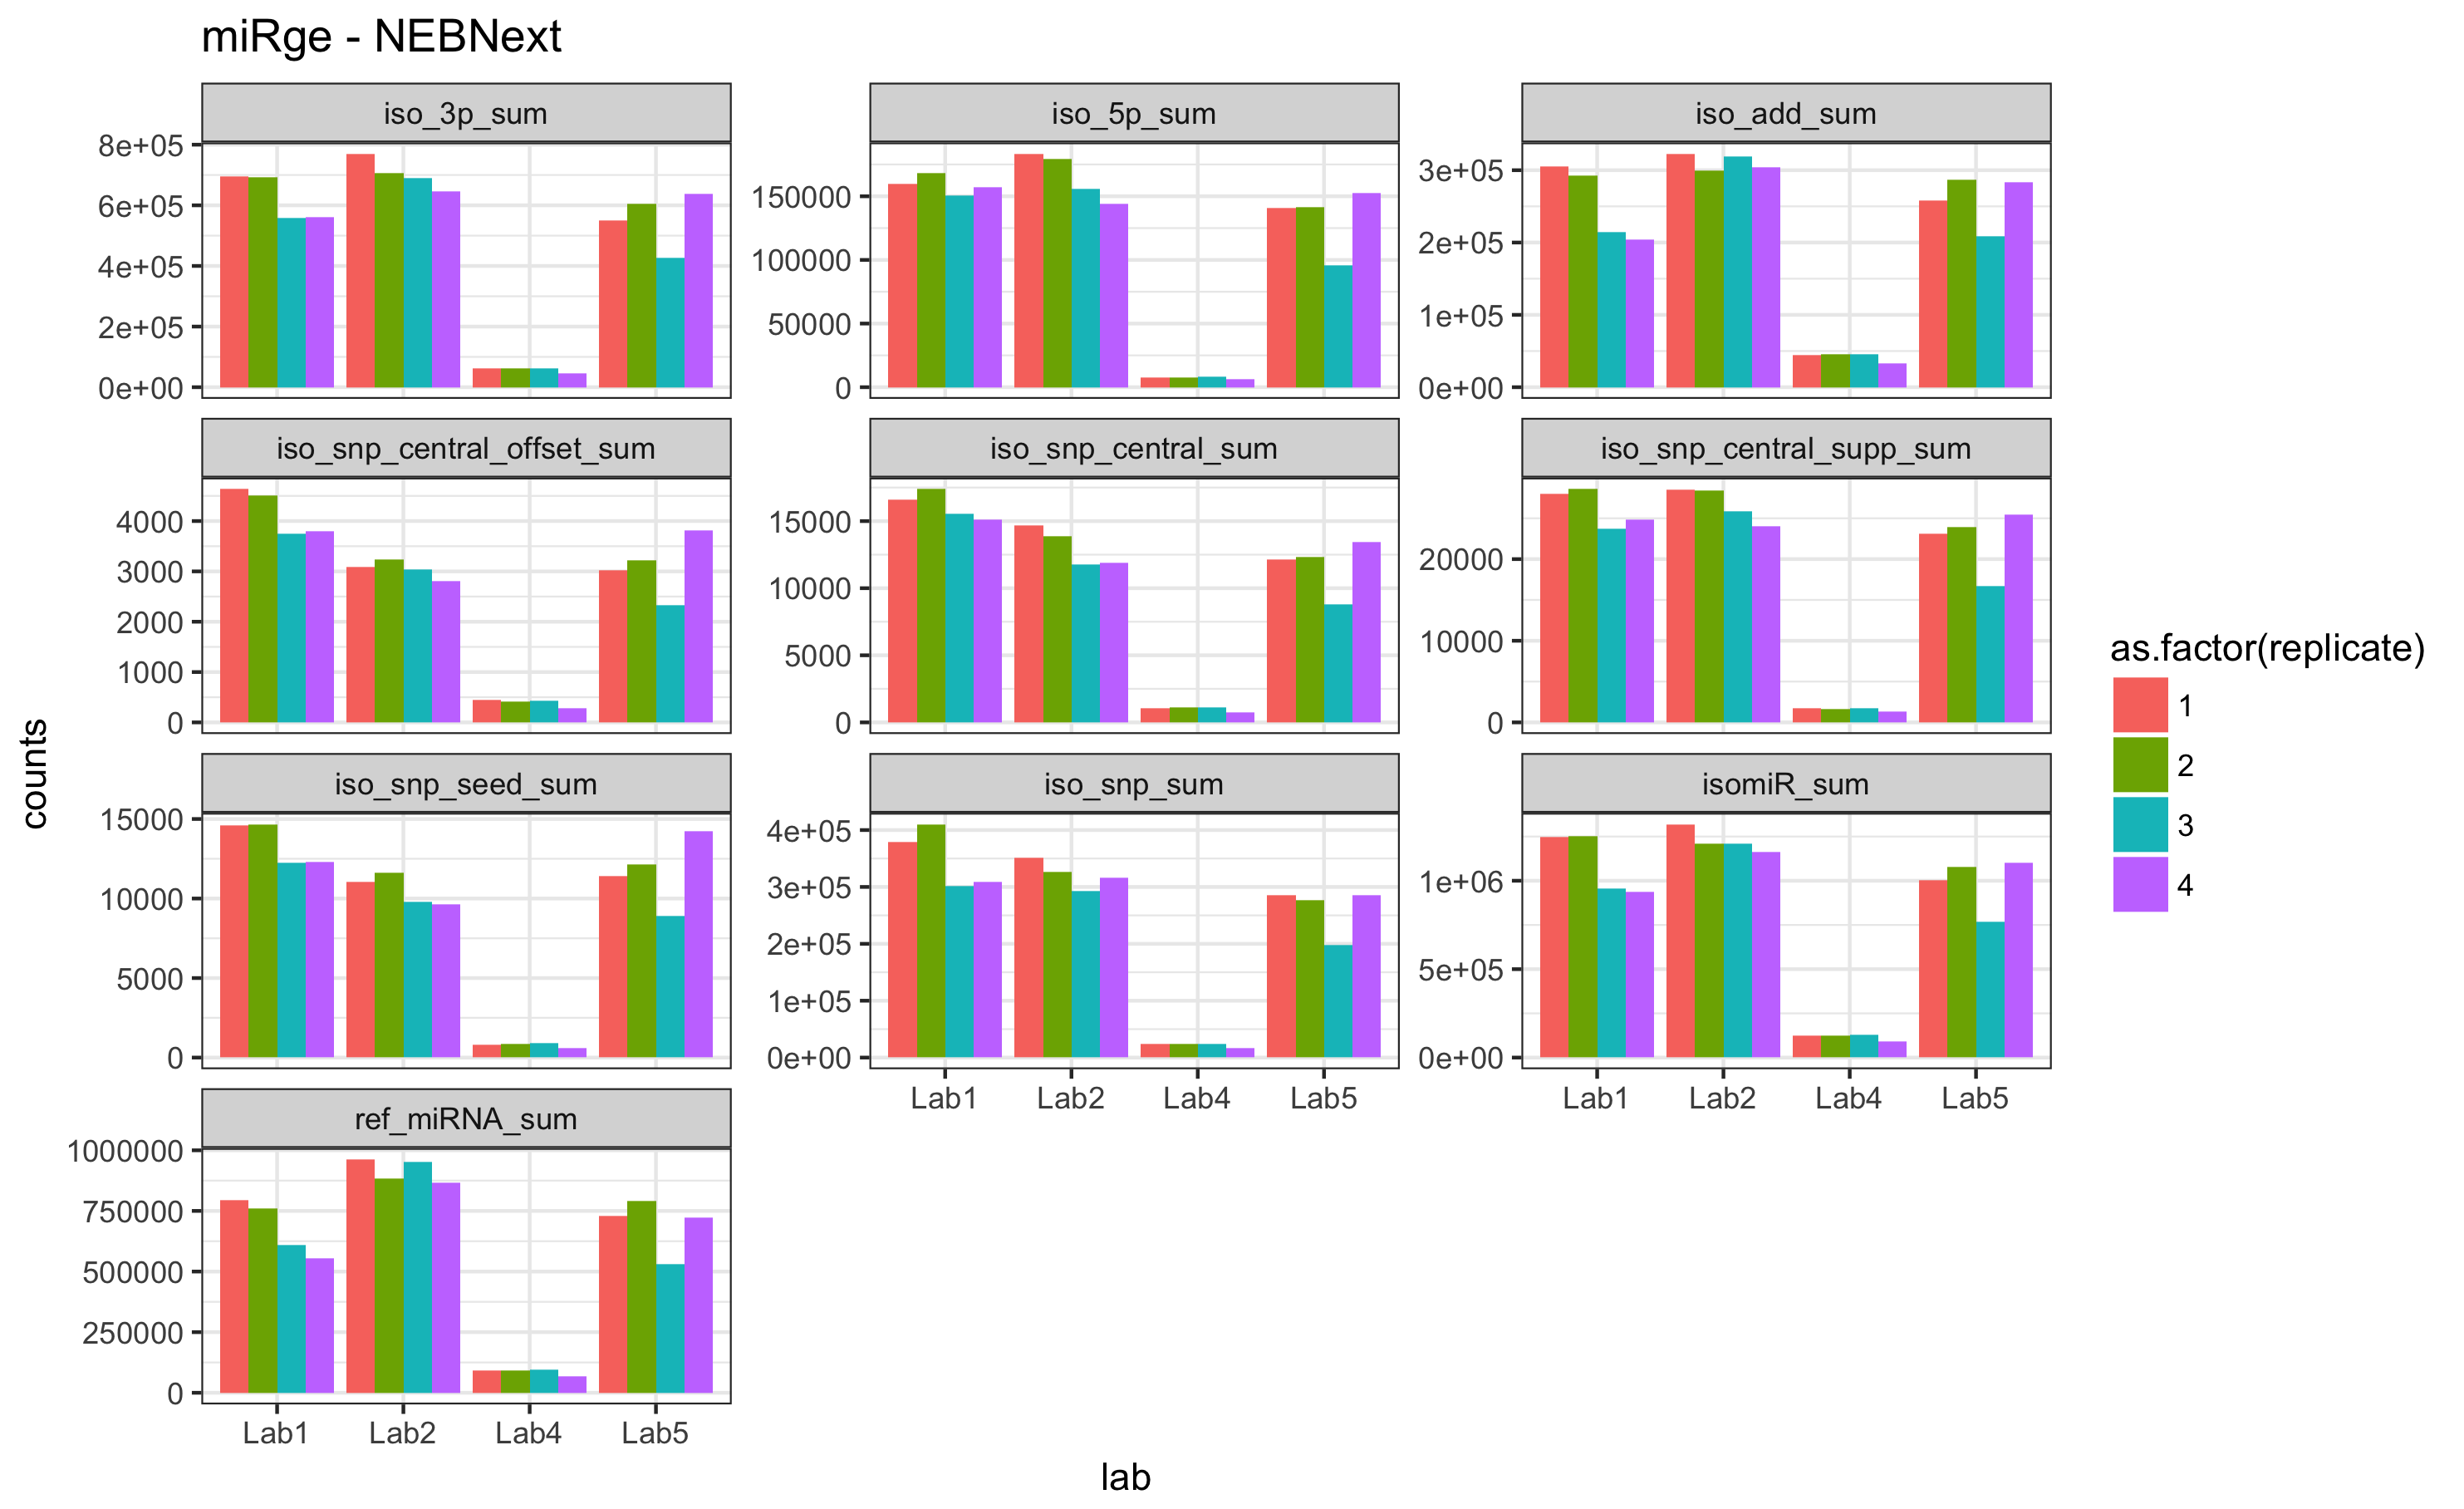 miRge - NEBNext
iso_3p_sum
8e+05
6e+05
4e+05
2e+05
0e+00
iso_5p_sum
150000
100000
50000
0
iso_add_sum
3e+05
2e+05
1e+05
0e+00
iso_snp_central_offset_sum
4000
3000
2000
1000
0
iso_snp_central_sum
15000
10000
5000
0
iso_snp_central_supp_sum
20000
10000
0
iso_snp_seed_sum
15000
10000
5000
0
iso_snp_sum
4e+05
3e+05
2e+05
1e+05
0e+00
Lab1 Lab2 Lab4 Lab5
isomiR_sum
1e+06
5e+05
0e+00
Lab1 Lab2 Lab4 Lab5
ref_miRNA_sum
1000000
750000
500000
250000
0
Lab1 Lab2 Lab4 Lab5
counts
lab
as.factor(replicate)
1
2
3
4